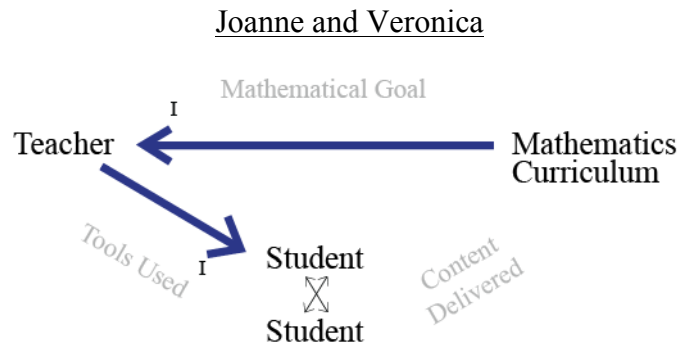 Joanne and Veronica
Mathematical Goal
I
Teacher
Mathematics
Curriculum
Tools Used
I
Student
Content
Delivered
Student